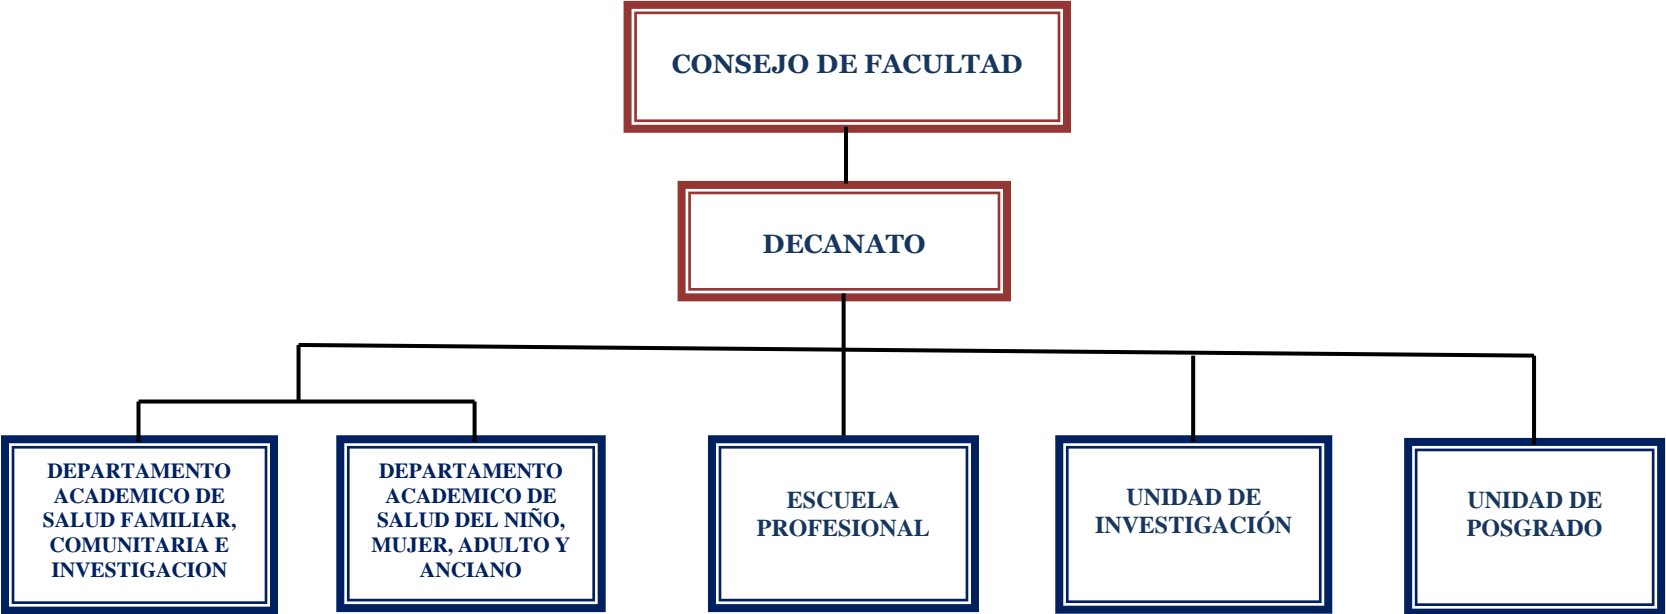 CONSEJO DE FACULTAD
DECANATO
DEPARTAMENTO
ACADEMICO DE
SALUD FAMILIAR,
COMUNITARIA E
INVESTIGACION
DEPARTAMENTO
ACADEMICO DE
SALUD DEL NIÑO,
MUJER, ADULTO Y
ANCIANO
ESCUELA
PROFESIONAL
UNIDAD DE
INVESTIGACIÓN
UNIDAD DE
POSGRADO